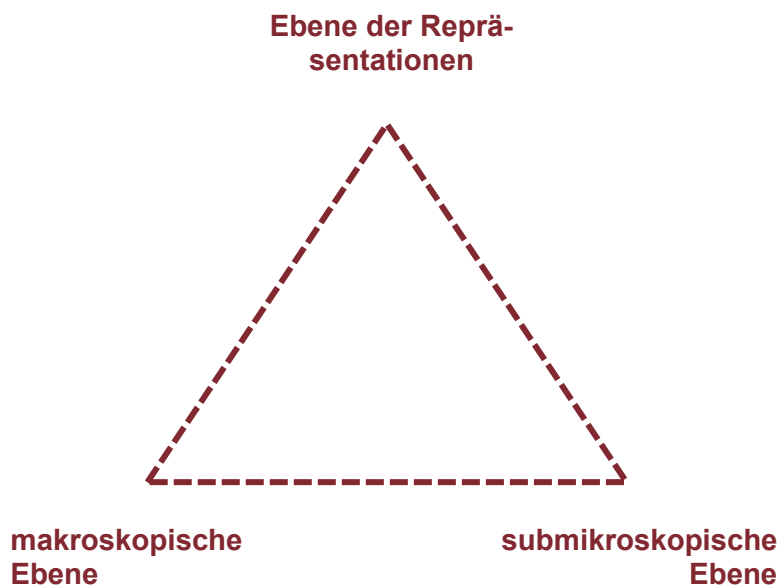 Ebene der Reprä-
sentationen
makroskopische
Ebene
submikroskopische
Ebene